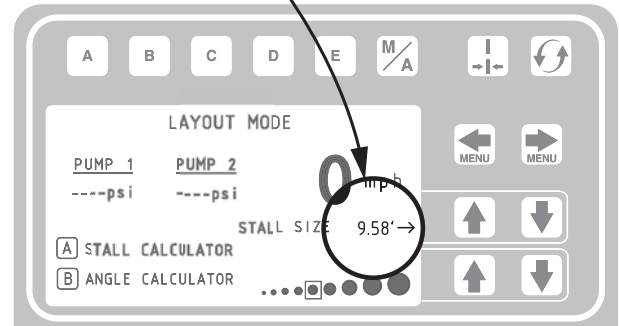 A B C D E M/A
LAYOUT MODE
MENU MENU
PUMP 1 PUMP 2
0 mph
----psi ----psi
STALL SIZE 9.58'→
A STALL CALCULATOR
B ANGLE CALCULATOR